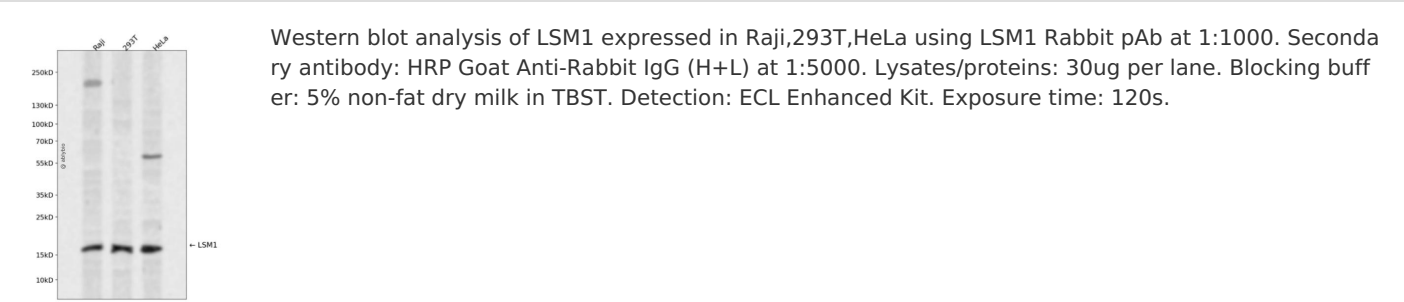 Raji 293T HeLa
250kD
130kD
100kD
70kD
55kD
35kD
25kD
15kD
10kD
← LSM1
Western blot analysis of LSM1 expressed in Raji,293T,HeLa using LSM1 Rabbit pAb at 1:1000. Seconda
ry antibody: HRP Goat Anti-Rabbit IgG (H+L) at 1:5000. Lysates/proteins: 30ug per lane. Blocking buff
er: 5% non-fat dry milk in TBST. Detection: ECL Enhanced Kit. Exposure time: 120s.